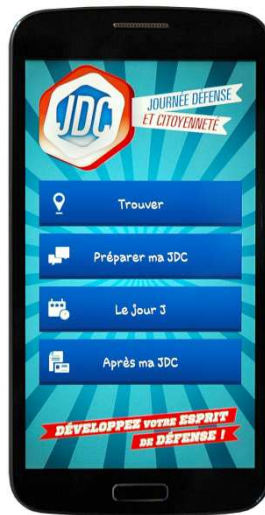 JDC
JOURNÉE DÉFENSE
ET CITOYENNETÉ
Trouver
Préparer ma JDC
Le jour J
Après ma JDC
DÉVELOPPEZ VOTRE ESPRIT
DE DÉFENSE !